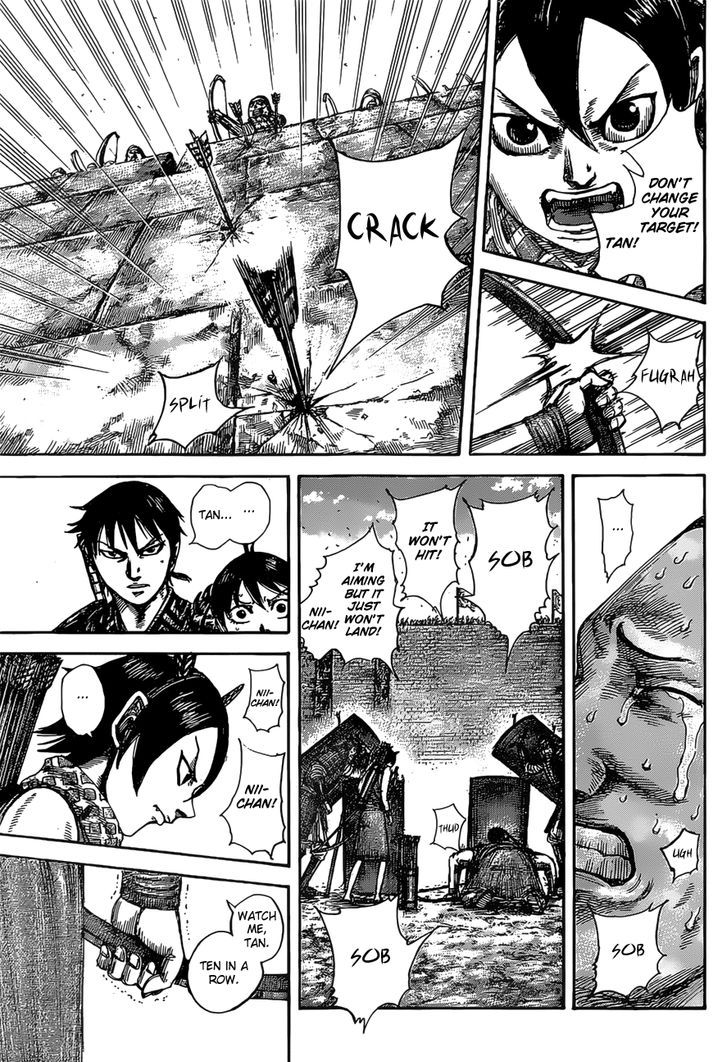 DON'T
CHANGE
YOUR
TARGET!
TAN!
FUGRAH
CRACK
SPLIT
...
UGH
SOB
SOB
IT
WON'T
HIT!
I'M
AIMING
BUT IT
JUST
WON'T
LAND!
NII-
CHAN!
THUD
SOB
TAN...
...
NII-
CHAN!
...
NII-
CHAN!
WATCH
ME,
TAN.
TEN IN A
ROW.